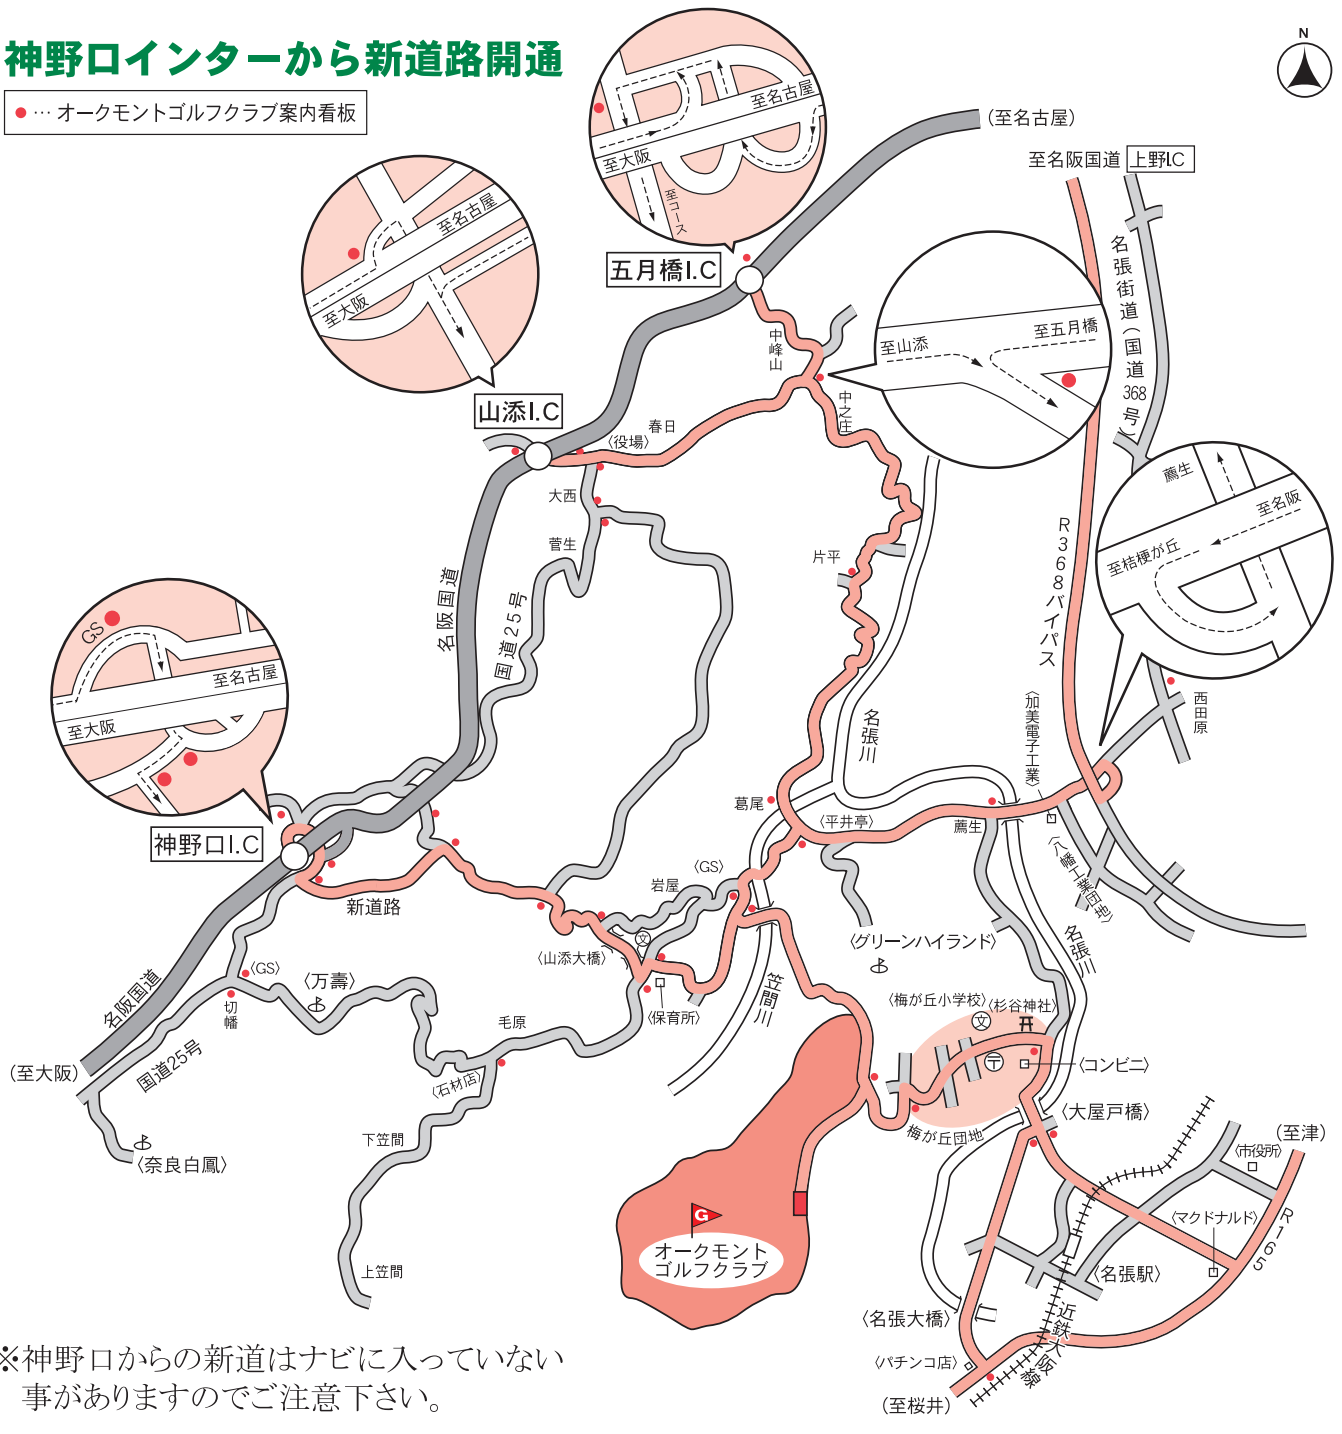 神野口インターから新道路開通
●…オークモントゴルフクラブ案内看板
N
(至名古屋)
至名阪国道 上野I.C
至名古屋
至大阪
至コース
五月橋I.C
至名古屋
至大阪
山添I.C
至山添
至五月橋
名張街道(国道368号)
中峰山
中之庄
春日
〈役場〉
大西
菅生
片平
薦生
至名阪
至桔梗が丘
R368バイパス
名阪国道
国道25号
GS
至名古屋
至大阪
神野口I.C
新道路
名張川
〈加美電子工業〉
西田原
葛尾
〈平井亭〉
薦生
〈八幡工業団地〉
岩屋
〈GS〉
文
〈山添大橋〉
〈グリーンハイランド〉
名張川
笠間川
名阪国道
〈GS〉
切幡
〈万壽〉
〈保育所〉
毛原
〈梅が丘小学校〉
〈杉谷神社〉
文
〒
〈コンビニ〉
(至大阪)
国道25号
〈石材店〉
〈大屋戸橋〉
梅が丘団地
下笠間
〈奈良白鳳〉
(至津)
〈市役所〉
〈マクドナルド〉
R165
G
オークモント
ゴルフクラブ
上笠間
〈名張駅〉
〈名張大橋〉
近鉄大阪線
〈パチンコ店〉
(至桜井)
※神野口からの新道はナビに入っていない
事がありますのでご注意下さい。